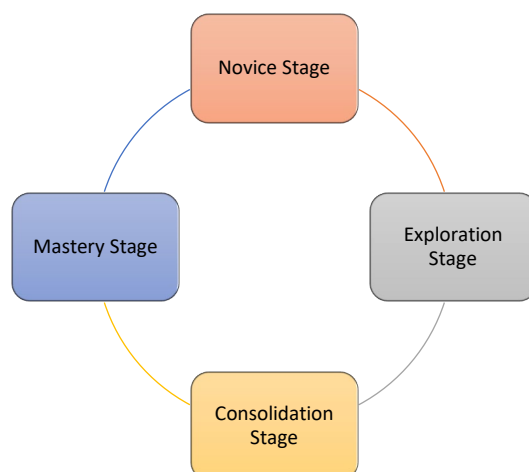 Novice Stage
Exploration
Stage
Consolidation
Stage
Mastery Stage